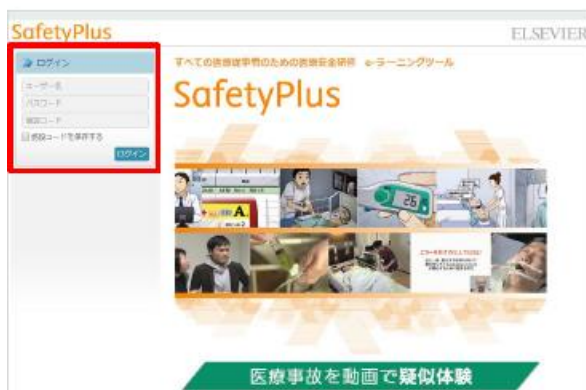 SafetyPlus
ELSEVIER
ログイン
ユーザー名
パスワード
施設コード
施設コードを保存する
ログイン
すべての医療従事者のための医療安全研修 e-ラーニングツール
SafetyPlus
A.
26
医療事故を動画で疑似体験